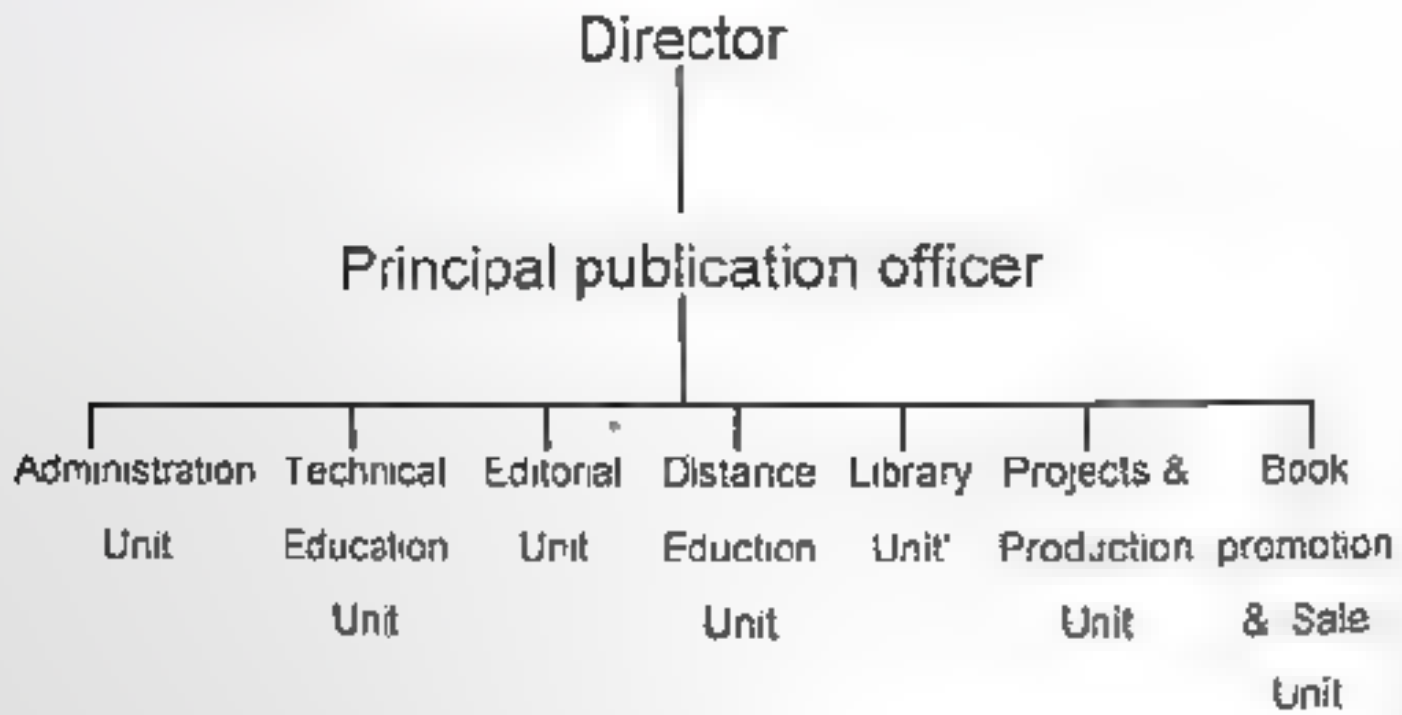 Director
Principal publication officer
Administration Technical Editorial Distance Library Projects & Book
Unit Education Unit Eduction Unit' Production promotion
Unit Unit Unit & Sale
Unit